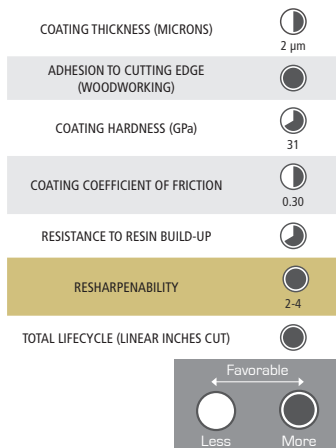 COATING THICKNESS (MICRONS)
2 µm
ADHESION TO CUTTING EDGE
(WOODWORKING)
COATING HARDNESS (GPa)
31
COATING COEFFICIENT OF FRICTION
0.30
RESISTANCE TO RESIN BUILD-UP
RESHARPENABILITY
2-4
TOTAL LIFECYCLE (LINEAR INCHES CUT)
Favorable
Less More